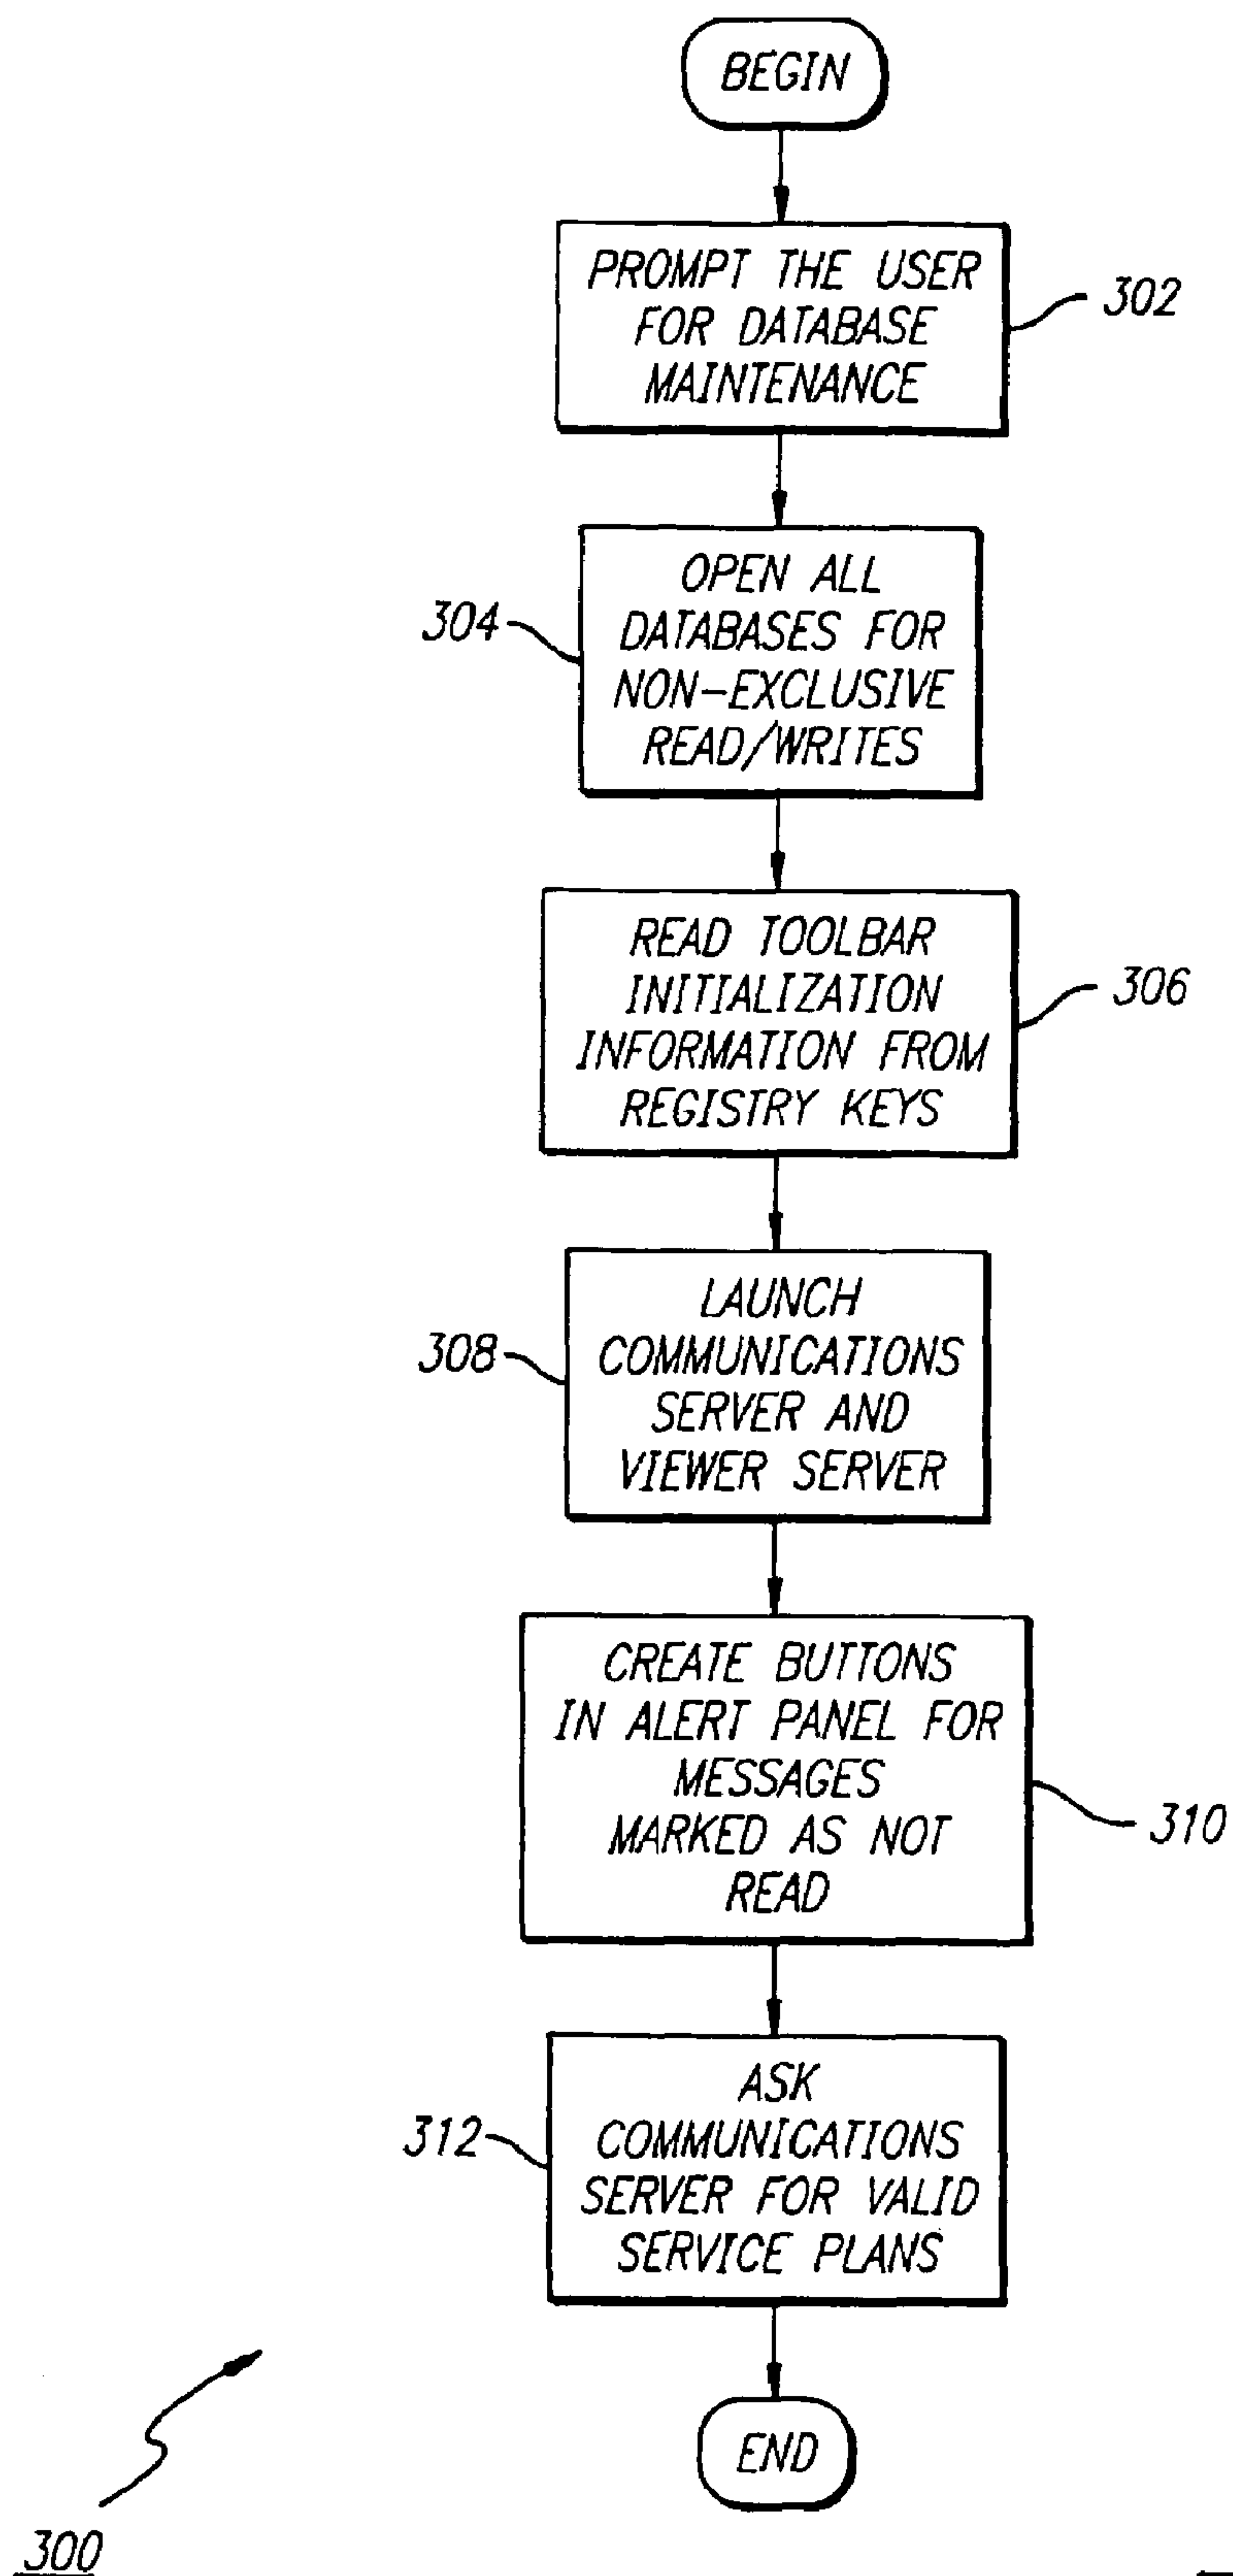 BEGIN
PROMPT THE USER
FOR DATABASE
MAINTENANCE
302
OPEN ALL
DATABASES FOR
NON-EXCLUSIVE
READ/WRITES
304
READ TOOLBAR
INITIALIZATION
INFORMATION FROM
REGISTRY KEYS
306
LAUNCH
COMMUNICATIONS
SERVER AND
VIEWER SERVER
308
CREATE BUTTONS
IN ALERT PANEL FOR
MESSAGES
MARKED AS NOT
READ
310
ASK
COMMUNICATIONS
SERVER FOR VALID
SERVICE PLANS
312
END
300